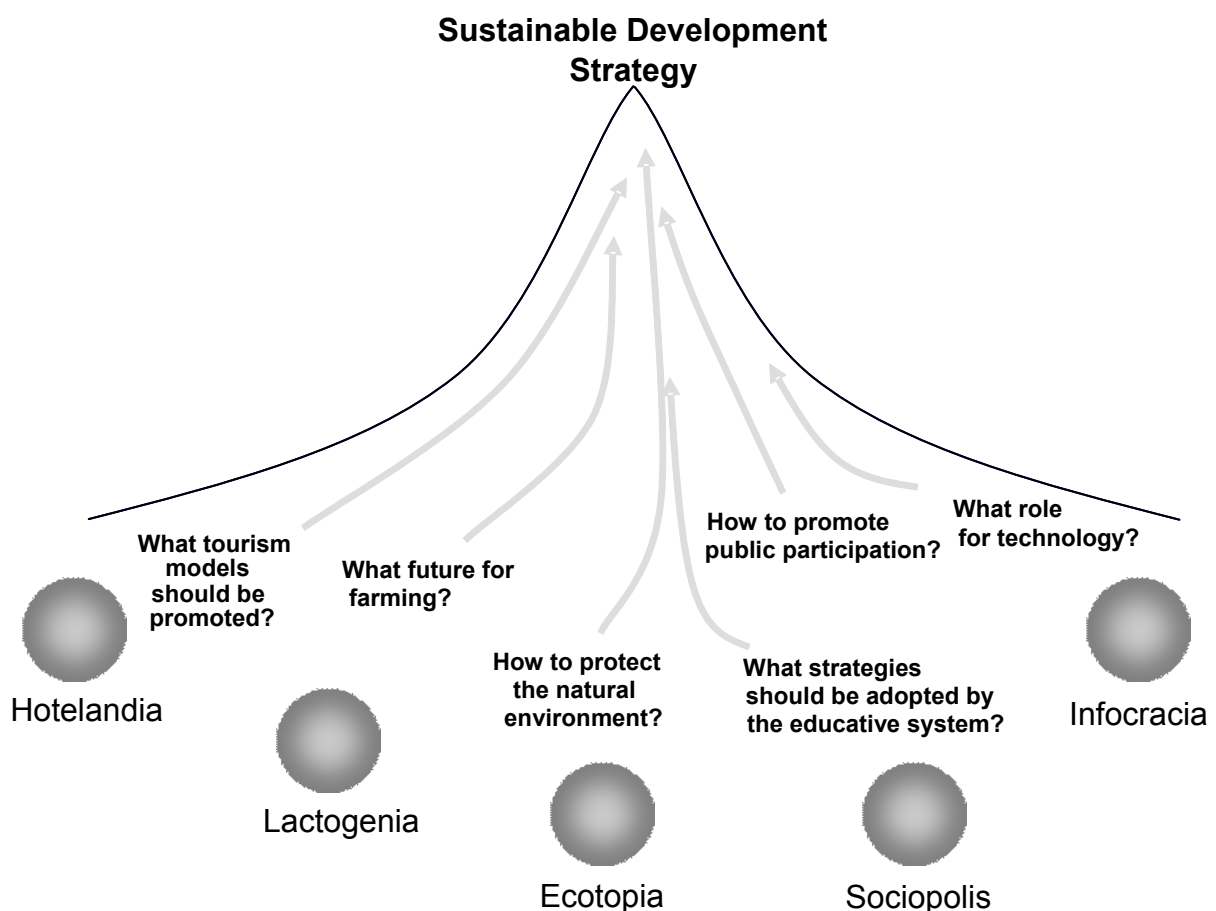 Sustainable Development
Strategy
What tourism
models
should be
promoted?
What future for
farming?
How to protect
the natural
environment?
How to promote
public participation?
What strategies
should be adopted by
the educative system?
What role
for technology?
Hotelandia
Lactogenia
Ecotopia
Sociopolis
Infocracia